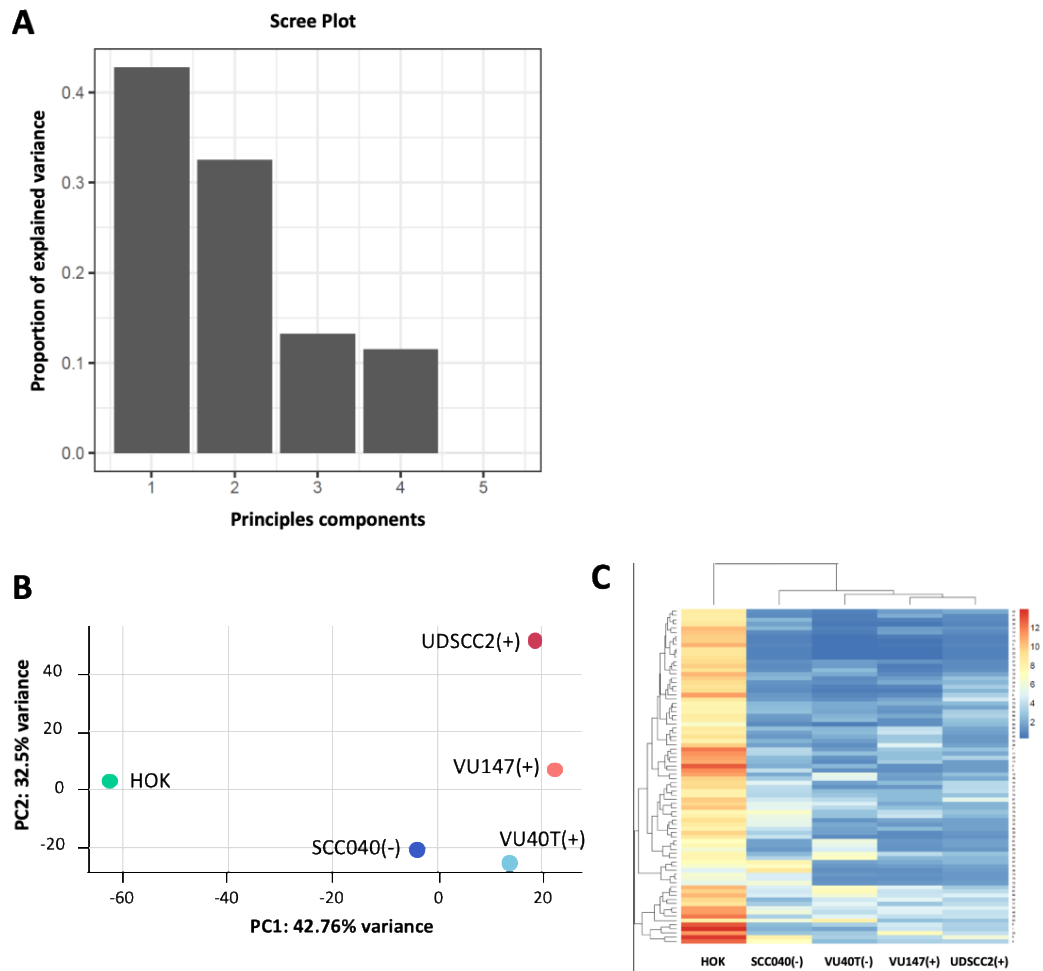 A
Scree Plot
Proportion of explained variance
0.4
0.3
0.2
0.1
0.0
1 2 3 4 5
Principles components
B
PC2: 32.5% variance
40
20
0
-20
UDSCC2(+)
VU147(+)
HOK
SCC040(-)
VU40T(+)
-60 -40 -20 0 20
PC1: 42.76% variance
C
12
10
8
6
4
2
HOK SCC040(-) VU40T(-) VU147(+) UDSCC2(+)